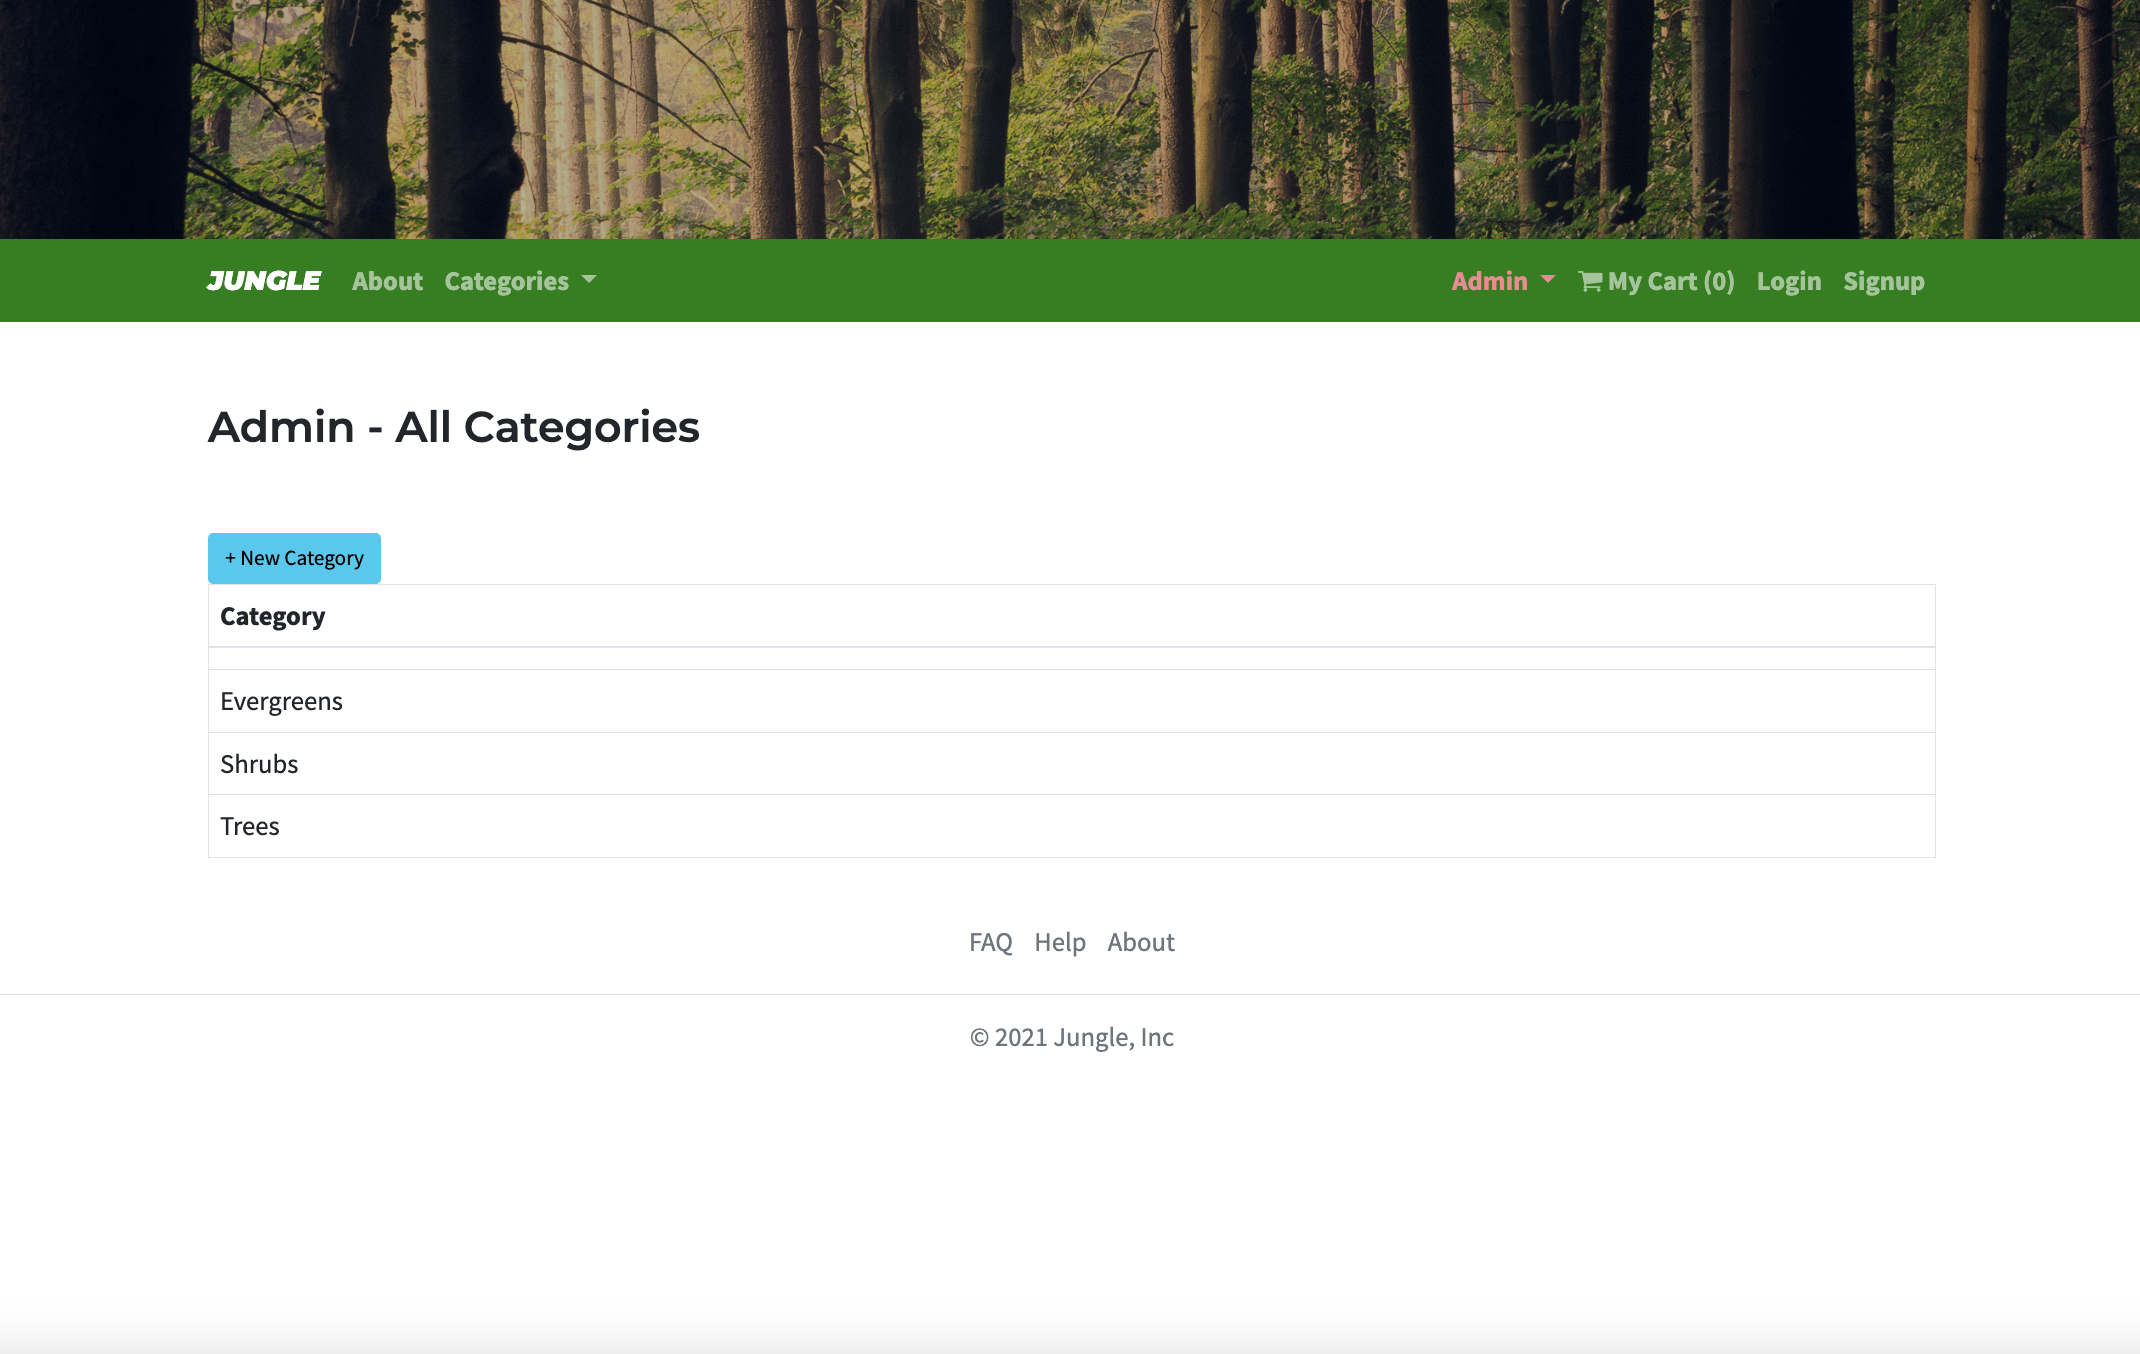 JUNGLE About Categories Admin My Cart (0) Login Signup
Admin - All Categories
+ New Category
Category
Evergreens
Shrubs
Trees
FAQ Help About
© 2021 Jungle, Inc